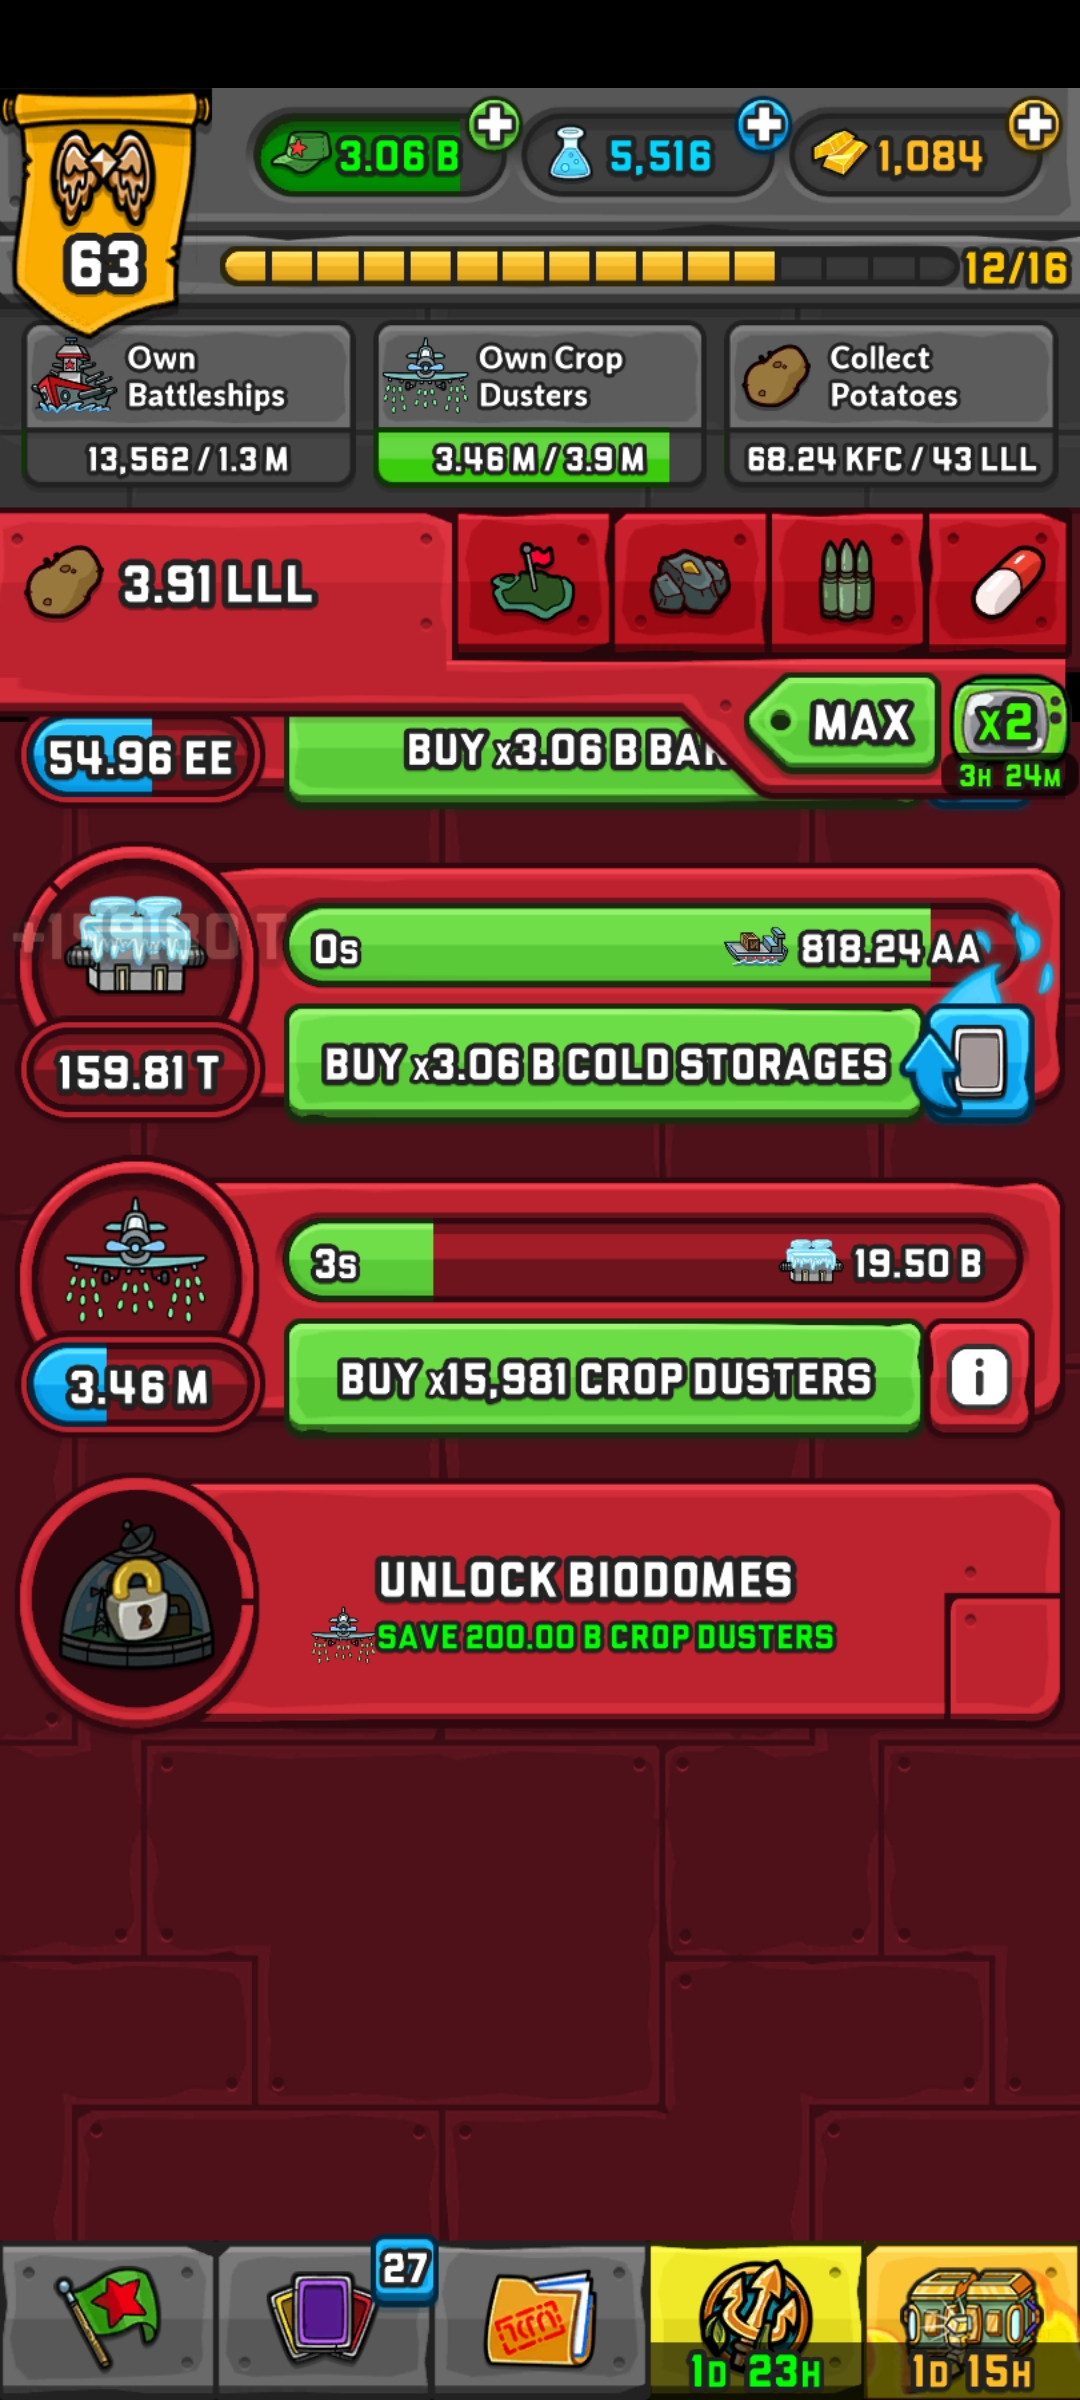 3.06 B
5,516
1,084
63
12/16
Own
Battleships
13,562 / 1.3 M
Own Crop
Dusters
3.46 M / 3.9 M
Collect
Potatoes
68.24 KFC / 43 LLL
3.91 LLL
MAX
x2
3H 24M
54.96 EE
BUY x3.06 B
0s
818.24 AA
159.81 T
BUY x3.06 B COLD STORAGES
3s
19.50 B
3.46 M
BUY x15,981 CROP DUSTERS
i
UNLOCK BIODOMES
SAVE 200.00 B CROP DUSTERS
27
1D 23H
1D 15H